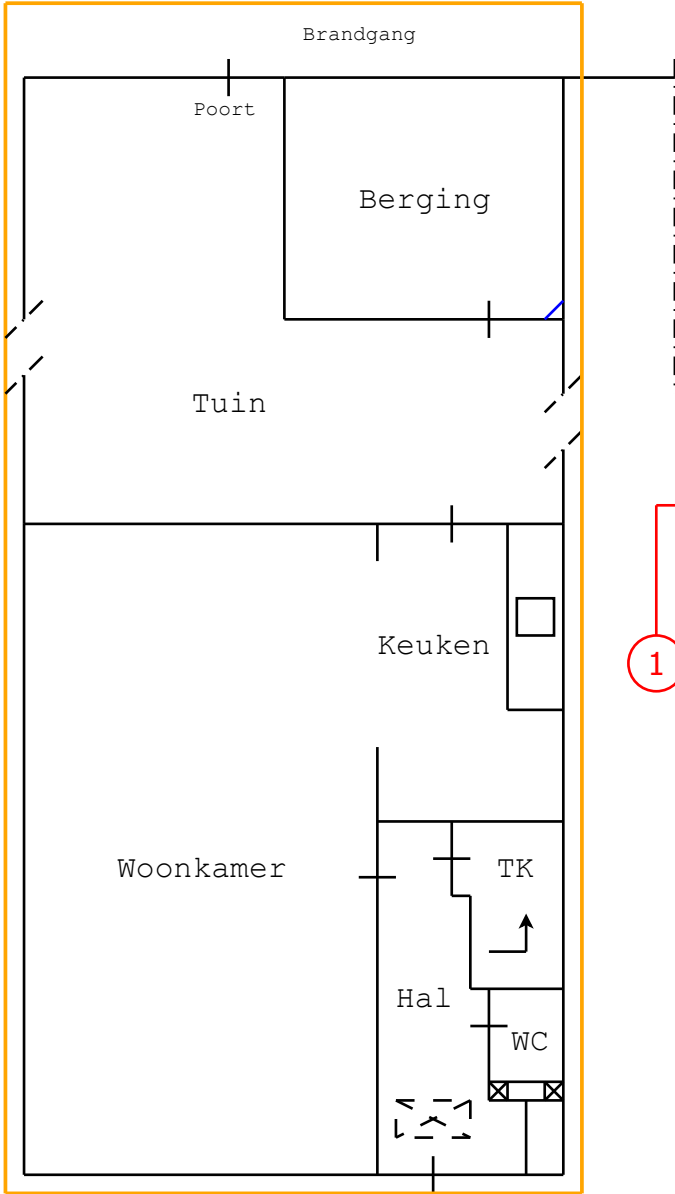 Brandgang
Poort
Berging
Tuin
Keuken
1
Woonkamer
TK
Hal
WC